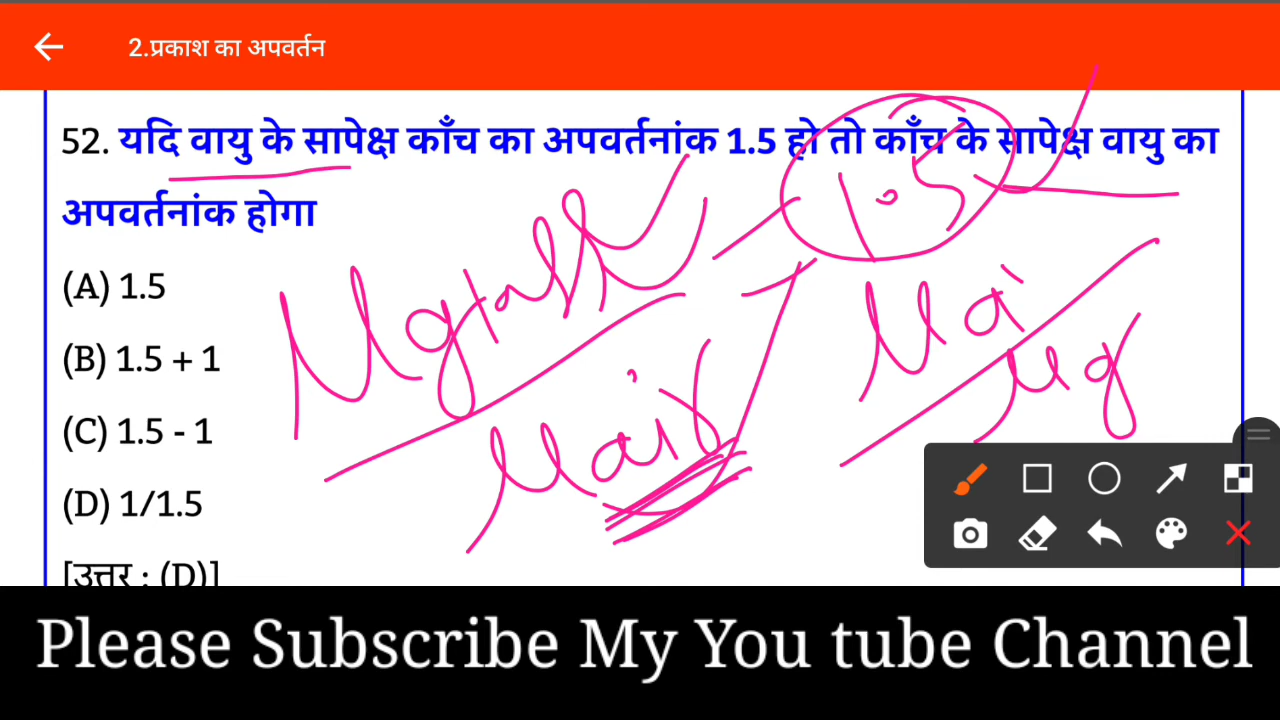 2.प्रकाश का अपवर्तन
52. यदि वायु के सापेक्ष काँच का अपवर्तनांक 1.5 हो तो काँच के सापेक्ष वायु का
अपवर्तनांक होगा
1.5
(A) 1.5
(B) 1.5 + 1
(C) 1.5 - 1
(D) 1/1.5
[उत्तर : (D)]
Please Subscribe My You tube Channel